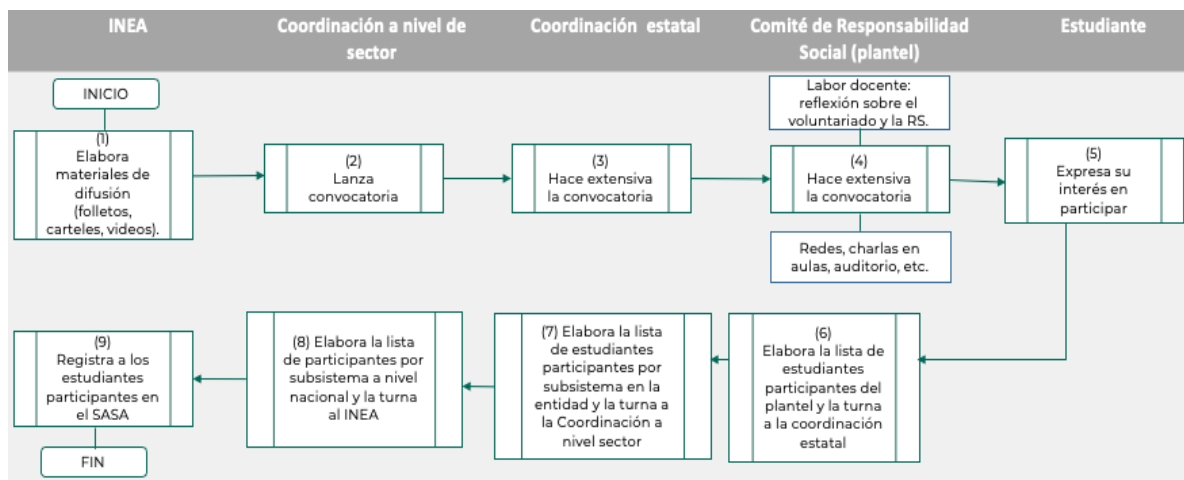 INEA
Coordinación a nivel de
sector
Coordinación estatal
Comité de Responsabilidad
Social (plantel)
Estudiante
INICIO
(1)
Elabora
materiales de
difusión
(folletos,
carteles, videos).
(2)
Lanza
convocatoria
(3)
Hace extensiva
la convocatoria
Labor docente:
reflexión sobre el
voluntariado y la RS.
(4)
Hace extensiva
la convocatoria
Redes, charlas en
aulas, auditorio, etc.
(5)
Expresa su
interés en
participar
(6)
Elabora la lista de
estudiantes
participantes del
plantel y la turna
a la coordinación
estatal
(7) Elabora la lista
de estudiantes
participantes por
subsistema en la
entidad y la turna a
la Coordinación a
nivel sector
(8) Elabora la lista
de participantes por
subsistema a nivel
nacional y la turna
al INEA
(9)
Registra a los
estudiantes
participantes en
el SASA
FIN